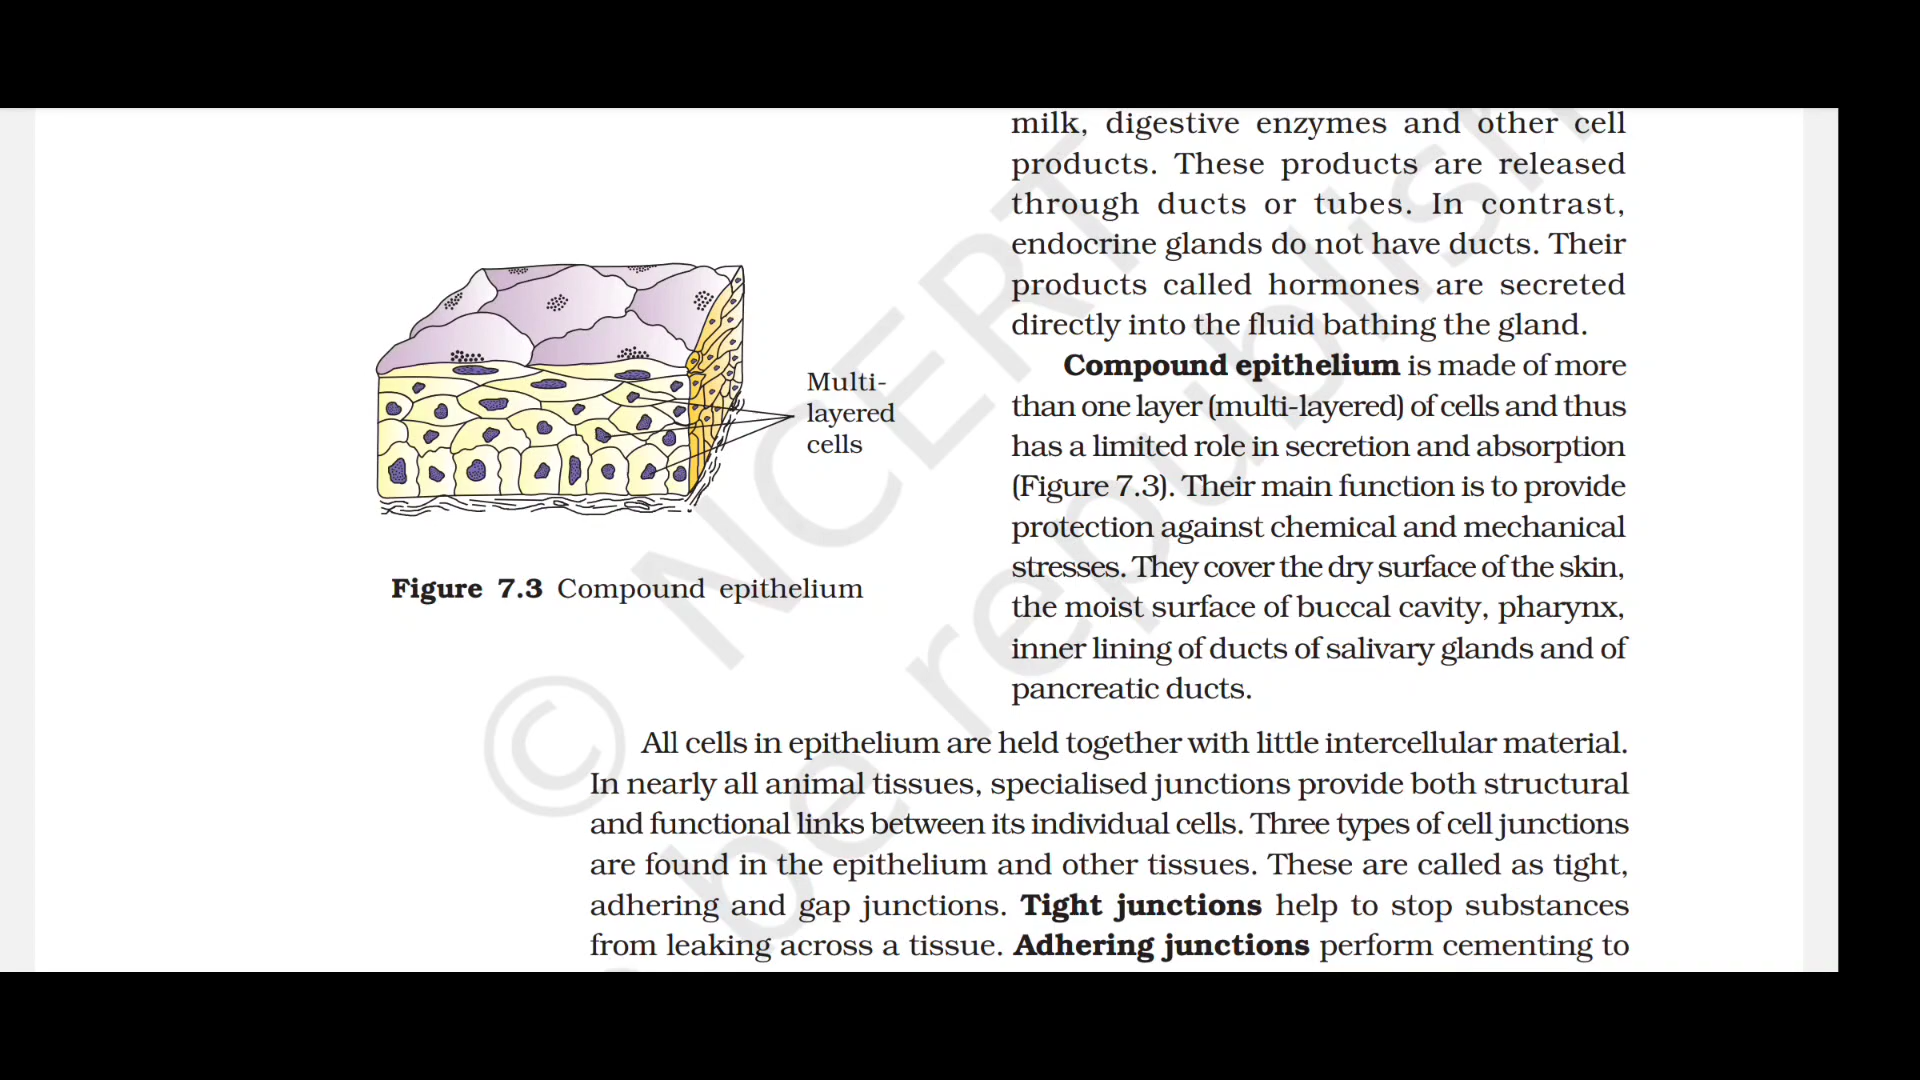 milk, digestive enzymes and other cell
products. These products are released
through ducts or tubes. In contrast,
endocrine glands do not have ducts. Their
products called hormones are secreted
directly into the fluid bathing the gland.
Compound epithelium is made of more
than one layer (multi-layered) of cells and thus
has a limited role in secretion and absorption
(Figure 7.3). Their main function is to provide
protection against chemical and mechanical
stresses. They cover the dry surface of the skin,
the moist surface of buccal cavity, pharynx,
inner lining of ducts of salivary glands and of
pancreatic ducts.
Multi-
layered
cells
Figure 7.3 Compound epithelium
All cells in epithelium are held together with little intercellular material.
In nearly all animal tissues, specialised junctions provide both structural
and functional links between its individual cells. Three types of cell junctions
are found in the epithelium and other tissues. These are called as tight,
adhering and gap junctions. Tight junctions help to stop substances
from leaking across a tissue. Adhering junctions perform cementing to
© NCERT
be republish